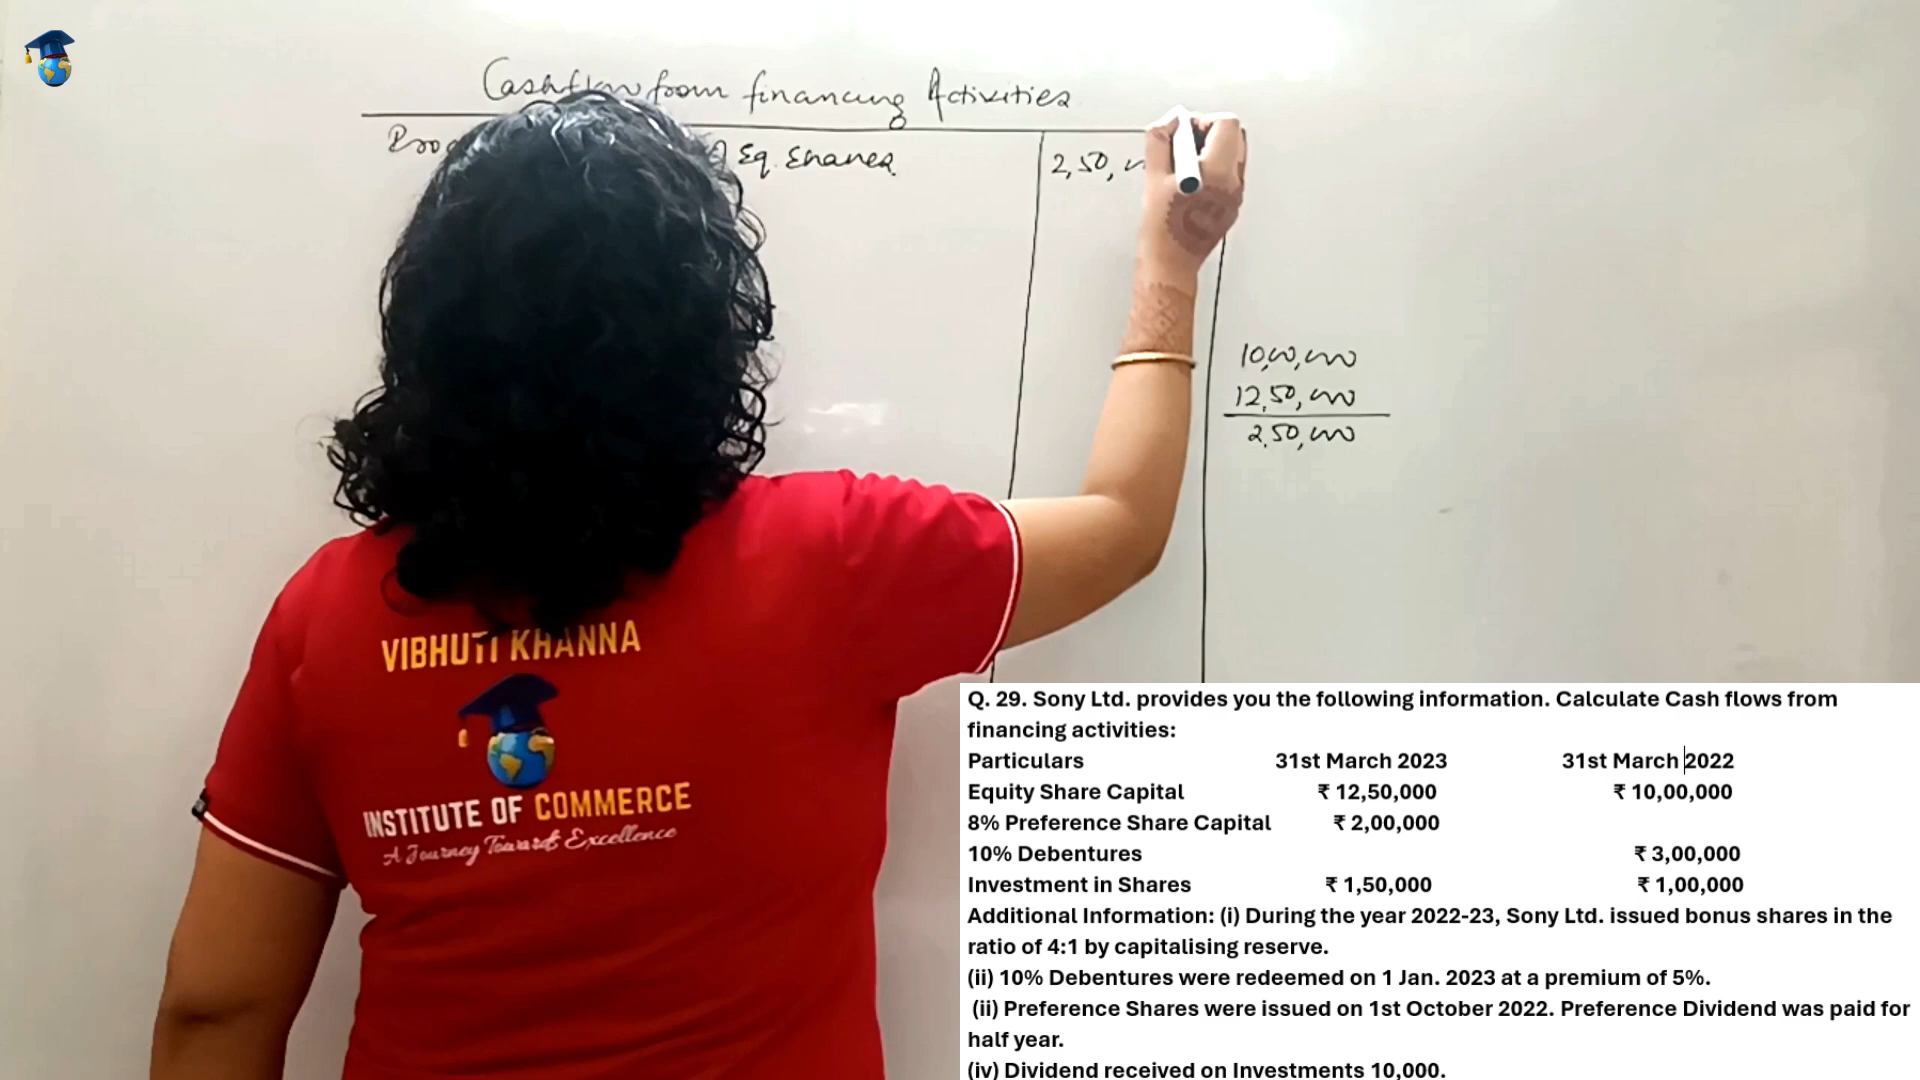 Cashflow from financing Activities
Eq. Shares 2,50,
10,00,000
12,50,000
2,50,000
VIBHUTI KHANNA
INSTITUTE OF COMMERCE
A Journey Towards Excellence
Q. 29. Sony Ltd. provides you the following information. Calculate Cash flows from
financing activities:
Particulars 31st March 2023 31st March 2022
Equity Share Capital ₹ 12,50,000 ₹ 10,00,000
8% Preference Share Capital ₹ 2,00,000
10% Debentures ₹ 3,00,000
Investment in Shares ₹ 1,50,000 ₹ 1,00,000
Additional Information: (i) During the year 2022-23, Sony Ltd. issued bonus shares in the
ratio of 4:1 by capitalising reserve.
(ii) 10% Debentures were redeemed on 1 Jan. 2023 at a premium of 5%.
(ii) Preference Shares were issued on 1st October 2022. Preference Dividend was paid for
half year.
(iv) Dividend received on Investments 10,000.